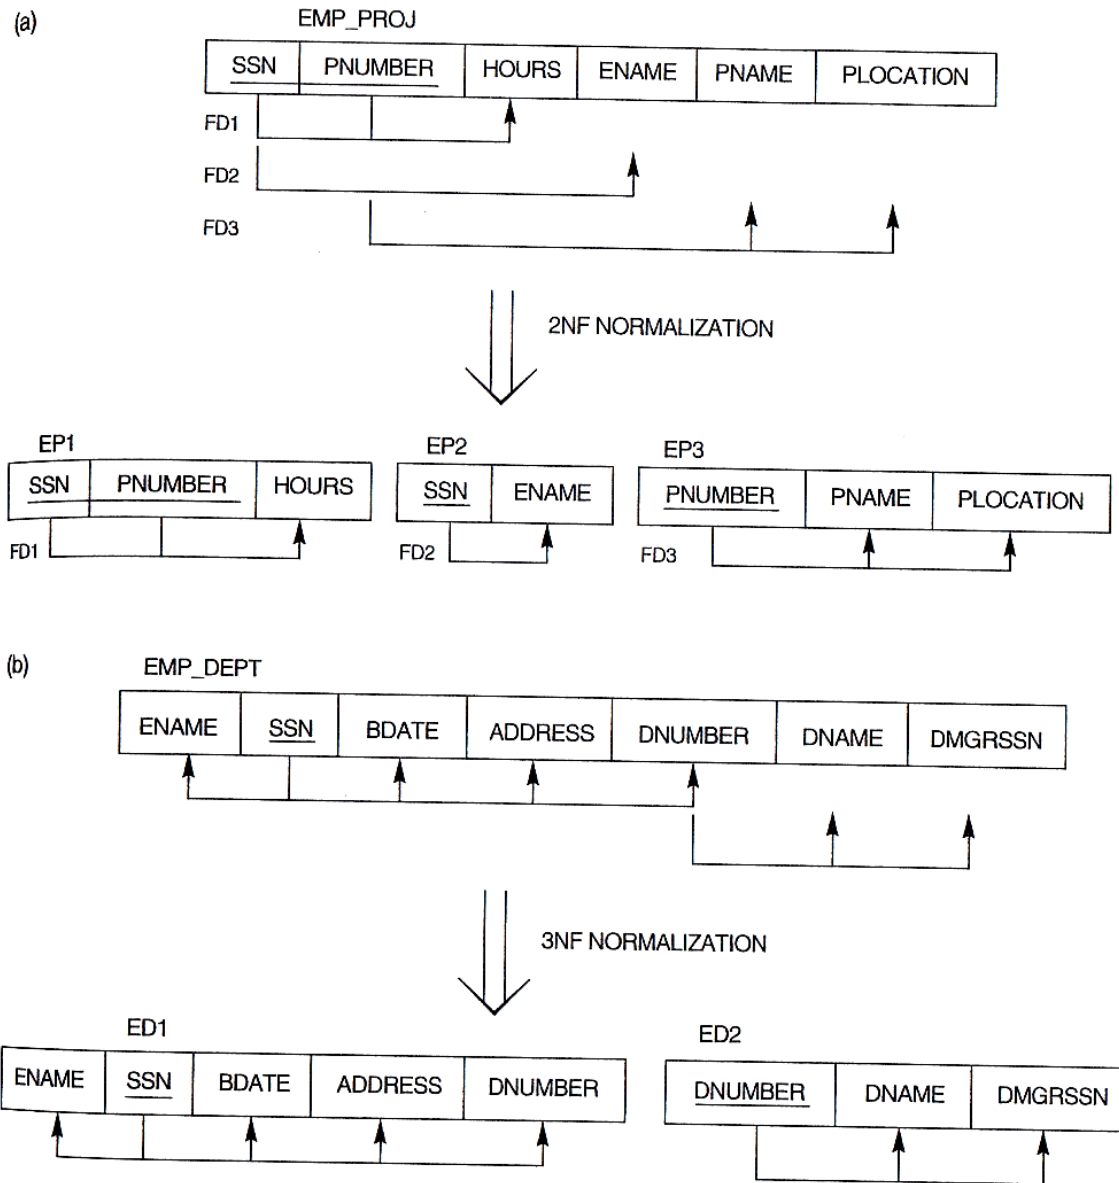 (a)
EMP_PROJ
SSN PNUMBER HOURS ENAME PNAME PLOCATION
FD1
FD2
FD3
2NF NORMALIZATION
EP1
SSN PNUMBER HOURS
FD1
EP2
SSN ENAME
FD2
EP3
PNUMBER PNAME PLOCATION
FD3
(b)
EMP_DEPT
ENAME SSN BDATE ADDRESS DNUMBER DNAME DMGRSSN
3NF NORMALIZATION
ED1
ENAME SSN BDATE ADDRESS DNUMBER
ED2
DNUMBER DNAME DMGRSSN